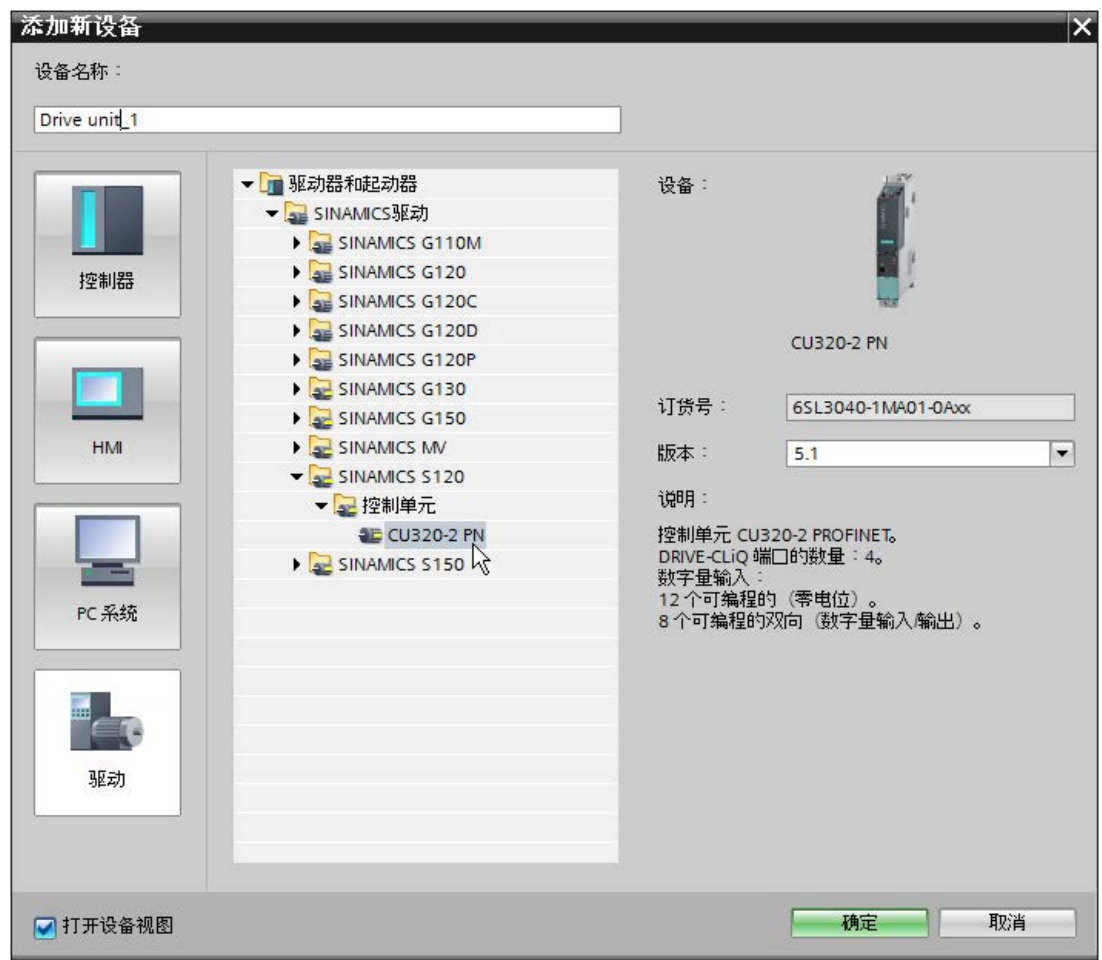 添加新设备
设备名称：
Drive unit_1
控制器
HMI
PC 系统
驱动
驱动器和起动器
SINAMICS驱动
SINAMICS G110M
SINAMICS G120
SINAMICS G120C
SINAMICS G120D
SINAMICS G120P
SINAMICS G130
SINAMICS G150
SINAMICS MV
SINAMICS S120
控制单元
CU320-2 PN
SINAMICS S150
设备：
CU320-2 PN
订货号：
6SL3040-1MA01-0Axx
版本：
5.1
说明：
控制单元 CU320-2 PROFINET。
DRIVE-CLiQ 端口的数量：4。
数字量输入：
12 个可编程的（零电位）。
8 个可编程的双向（数字量输入/输出）。
打开设备视图
确定
取消